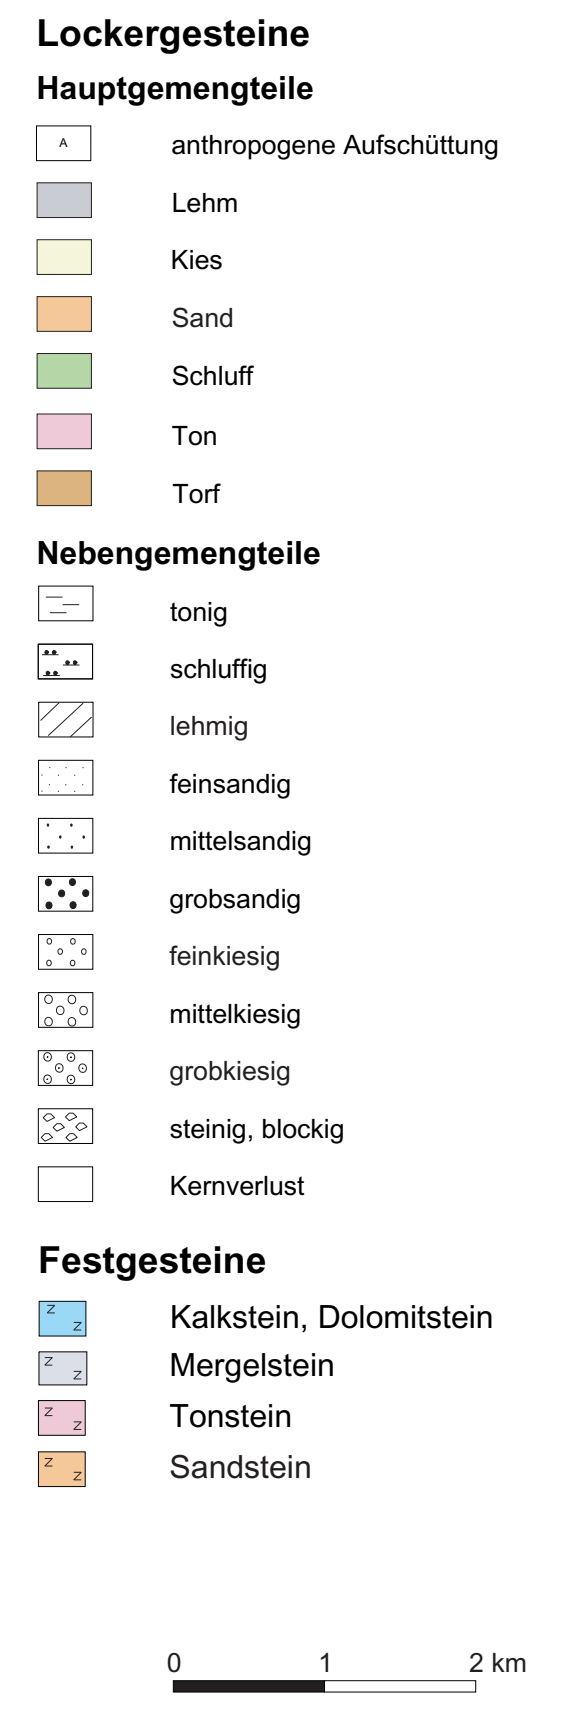 Lockergesteine
Hauptgemengteile
A anthropogene Aufschüttung
Lehm
Kies
Sand
Schluff
Ton
Torf
Nebengemengteile
tonig
schluffig
lehmig
feinsandig
mittelsandig
grobsandig
feinkiesig
mittelkiesig
grobkiesig
steinig, blockig
Kernverlust
Festgesteine
Z Z Kalkstein, Dolomitstein
Z Z Mergelstein
Z Z Tonstein
Z Z Sandstein
0 1 2 km